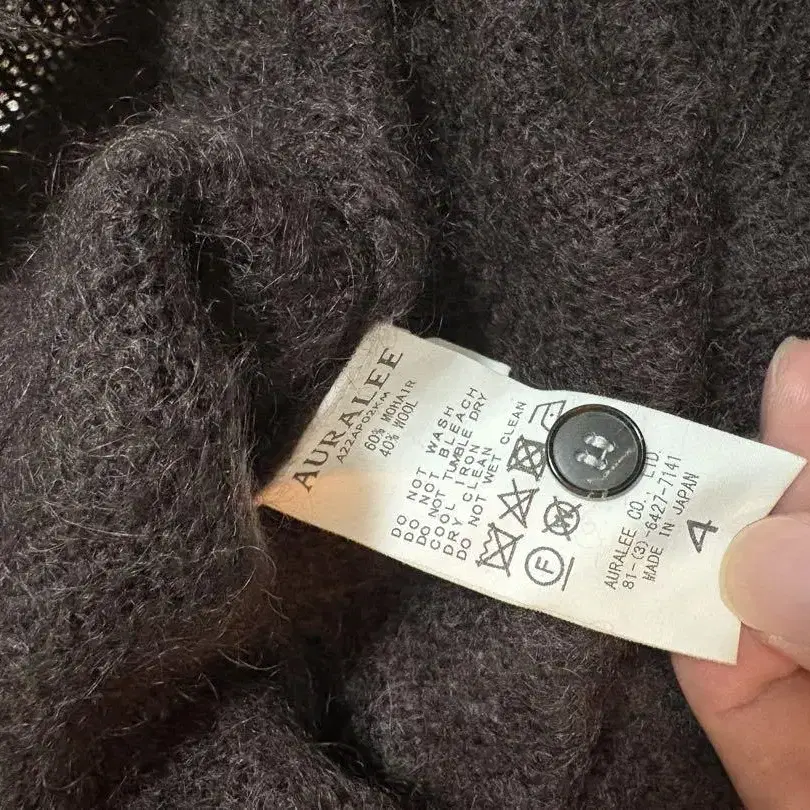 AURALEE
A22AP02KM
60% MOHAIR
40% WOOL
DO NOT WASH
DO NOT BLEACH
DO NOT TUMBLE DRY
COOL IRON
DRY CLEAN
DO NOT WET CLEAN
F
AURALEE CO., LTD.
81-(3)-6427-7141
MADE IN JAPAN
4